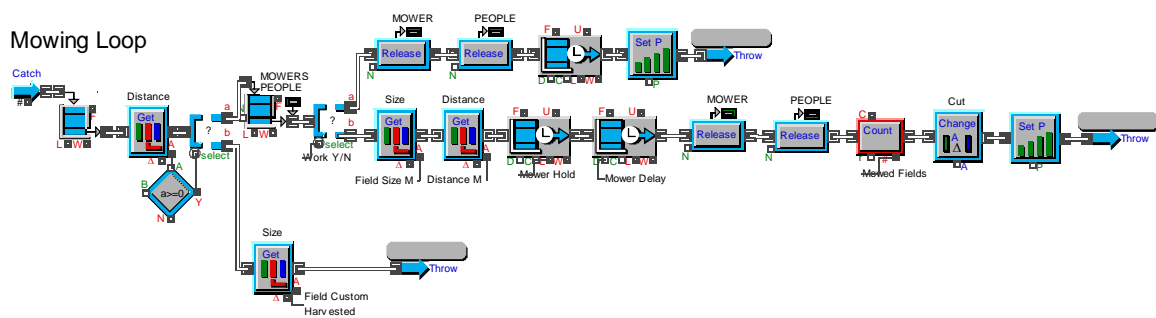 Mowing Loop
MOWER
PEOPLE
F
U
Release
Release
Set P
Throw
N
N
D
C
L
W
P
Catch
#
F
L
W
Distance
Get
Δ
A
?
a
b
select
A
B
a>=0
Y
N
MOWERS
PEOPLE
F
L
W
?
a
b
select
Work Y/N
Size
Get
Δ
A
Field Size M
Distance
Get
Δ
A
Distance M
F
U
D
C
L
W
Mower Hold
F
U
D
C
L
W
Mower Delay
MOWER
Release
N
PEOPLE
Release
N
C
Count
#
Mowed Fields
Cut
Change
A
Δ
A
Set P
P
Throw
Size
Get
Δ
A
Field Custom
Harvested
Throw